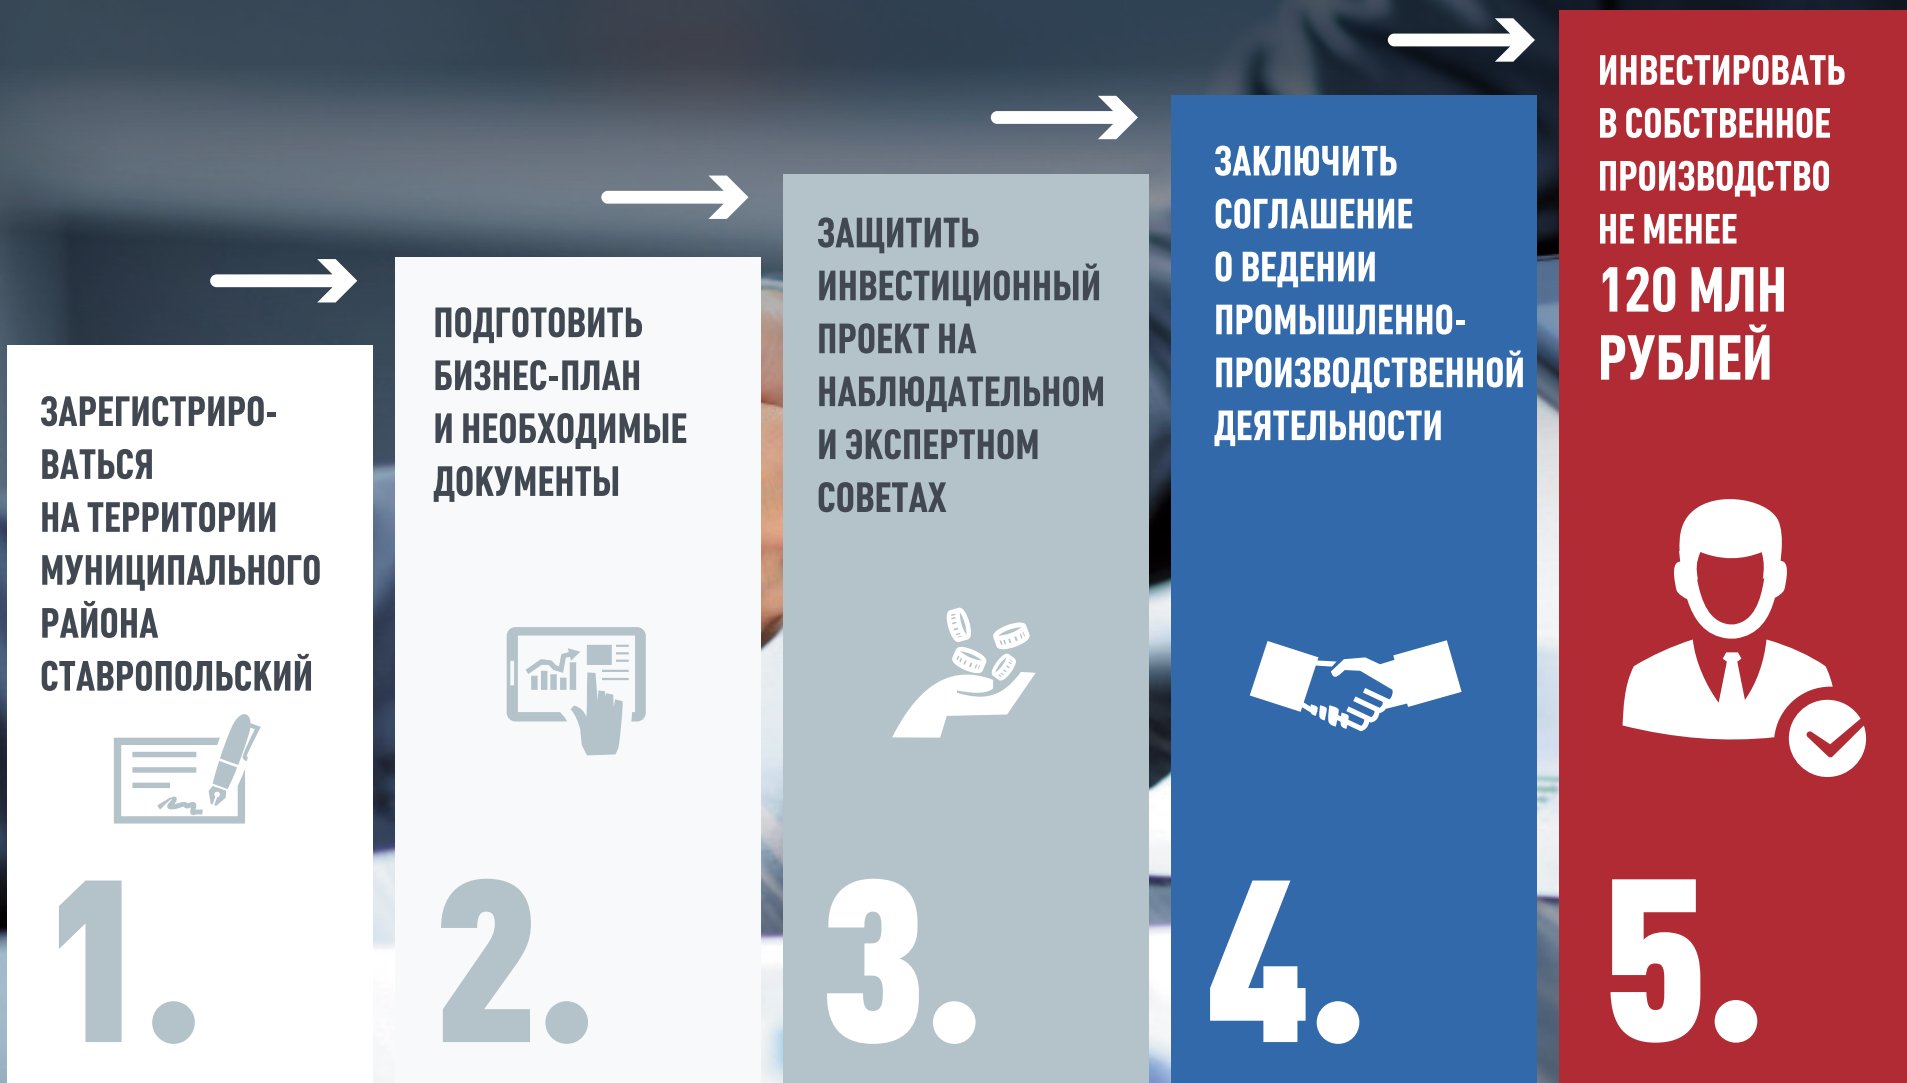 ЗАРЕГИСТРИРО-
ВАТЬСЯ
НА ТЕРРИТОРИИ
МУНИЦИПАЛЬНОГО
РАЙОНА
СТАВРОПОЛЬСКИЙ
1.
ПОДГОТОВИТЬ
БИЗНЕС-ПЛАН
И НЕОБХОДИМЫЕ
ДОКУМЕНТЫ
2.
ЗАЩИТИТЬ
ИНВЕСТИЦИОННЫЙ
ПРОЕКТ НА
НАБЛЮДАТЕЛЬНОМ
И ЭКСПЕРТНОМ
СОВЕТАХ
3.
ЗАКЛЮЧИТЬ
СОГЛАШЕНИЕ
О ВЕДЕНИИ
ПРОМЫШЛЕННО-
ПРОИЗВОДСТВЕННОЙ
ДЕЯТЕЛЬНОСТИ
4.
ИНВЕСТИРОВАТЬ
В СОБСТВЕННОЕ
ПРОИЗВОДСТВО
НЕ МЕНЕЕ
120 МЛН
РУБЛЕЙ
5.